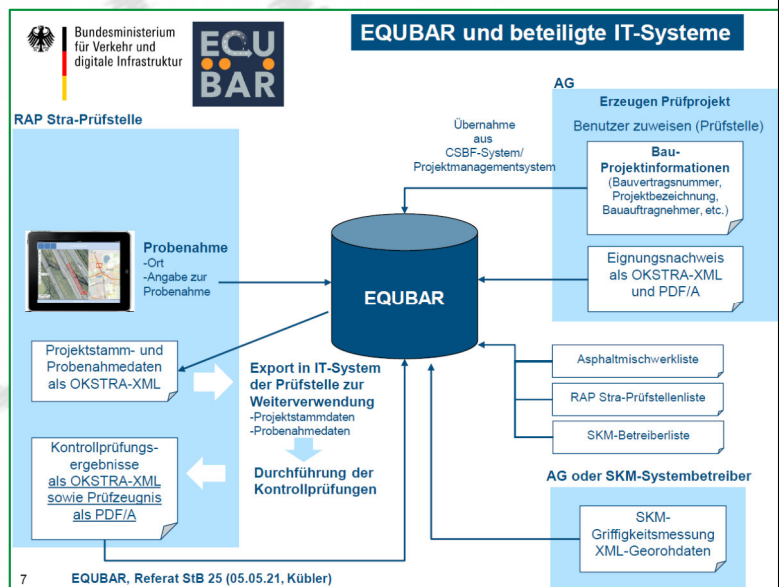 Bundesministerium
für Verkehr und
digitale Infrastruktur
EQU
BAR
EQUBAR und beteiligte IT-Systeme
RAP Stra-Prüfstelle
Probenahme
-Ort
-Angabe zur
Probenahme
Projektstamm- und
Probenahmedaten
als OKSTRA-XML
Export in IT-System
der Prüfstelle zur
Weiterverwendung
-Projektstammdaten
-Probenahmedaten
Durchführung der
Kontrollprüfungen
Kontrollprüfungs-
ergebnisse
als OKSTRA-XML
sowie Prüfzeugnis
als PDF/A
Übernahme
aus
CSBF-System/
Projektmanagementsystem
EQUBAR
AG
Erzeugen Prüfprojekt
Benutzer zuweisen (Prüfstelle)
Bau-
Projektinformationen
(Bauvertragsnummer,
Projektbezeichnung,
Bauauftragnehmer, etc.)
Eignungsnachweis
als OKSTRA-XML
und PDF/A
Asphaltmischwerkliste
RAP Stra-Prüfstellenliste
SKM-Betreiberliste
AG oder SKM-Systembetreiber
SKM-
Griffigkeitsmessung
XML-Georohdaten
7
EQUBAR, Referat StB 25 (05.05.21, Kübler)